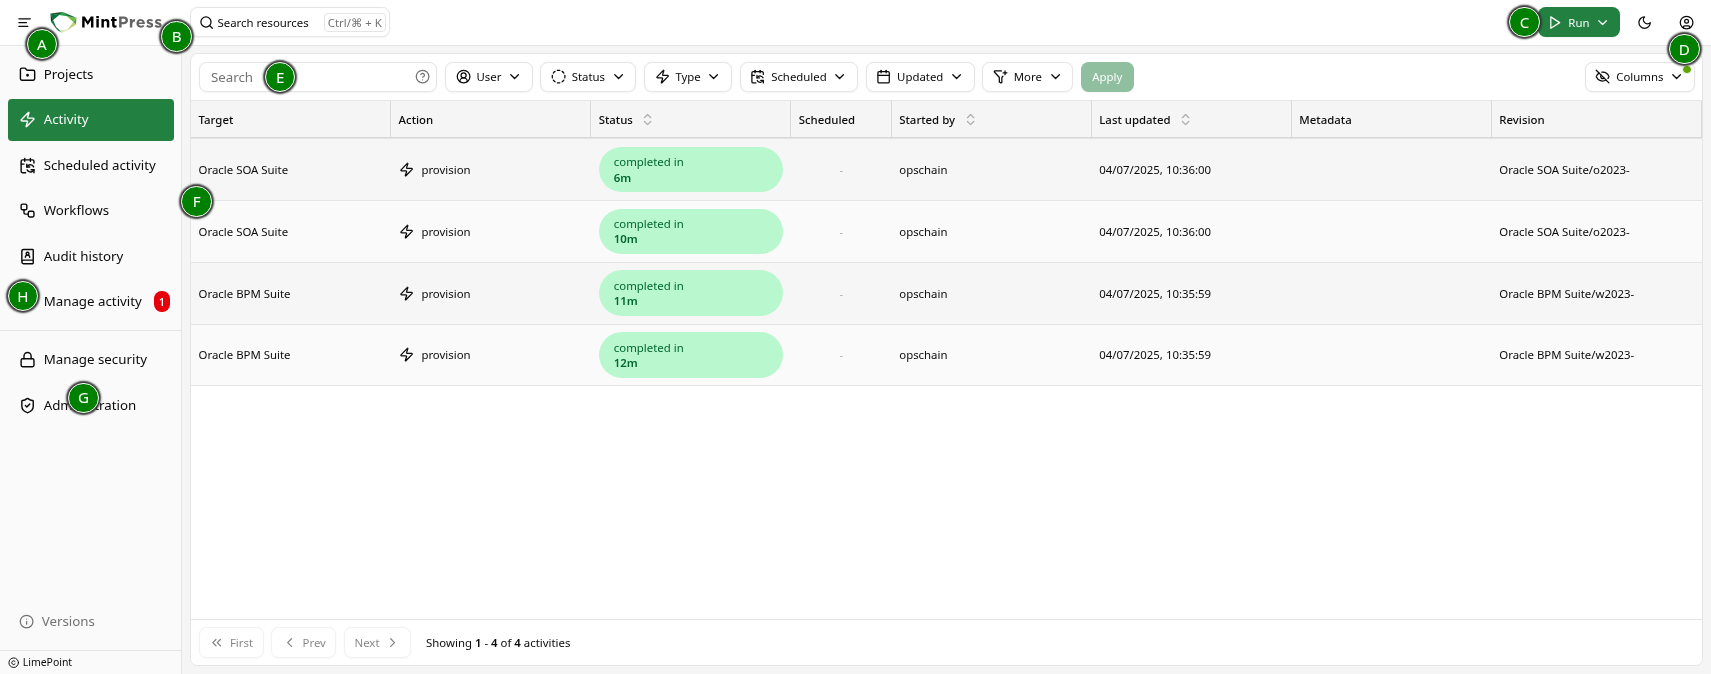 MintPress
Search resources Ctrl/⌘ + K
Run
A
B
C
D
Projects
Activity
Scheduled activity
Workflows
Audit history
Manage activity 1
Manage security
Versions
LimePoint
F
H
G
Search E User Status Type Scheduled Updated More Apply Columns
Target Action Status Scheduled Started by Last updated Metadata Revision
Oracle SOA Suite provision completed in 6m - opschain 04/07/2025, 10:36:00 Oracle SOA Suite/o2023-
Oracle SOA Suite provision completed in 10m - opschain 04/07/2025, 10:36:00 Oracle SOA Suite/o2023-
Oracle BPM Suite provision completed in 11m - opschain 04/07/2025, 10:35:59 Oracle BPM Suite/w2023-
Oracle BPM Suite provision completed in 12m - opschain 04/07/2025, 10:35:59 Oracle BPM Suite/w2023-
First Prev Next Showing 1 - 4 of 4 activities